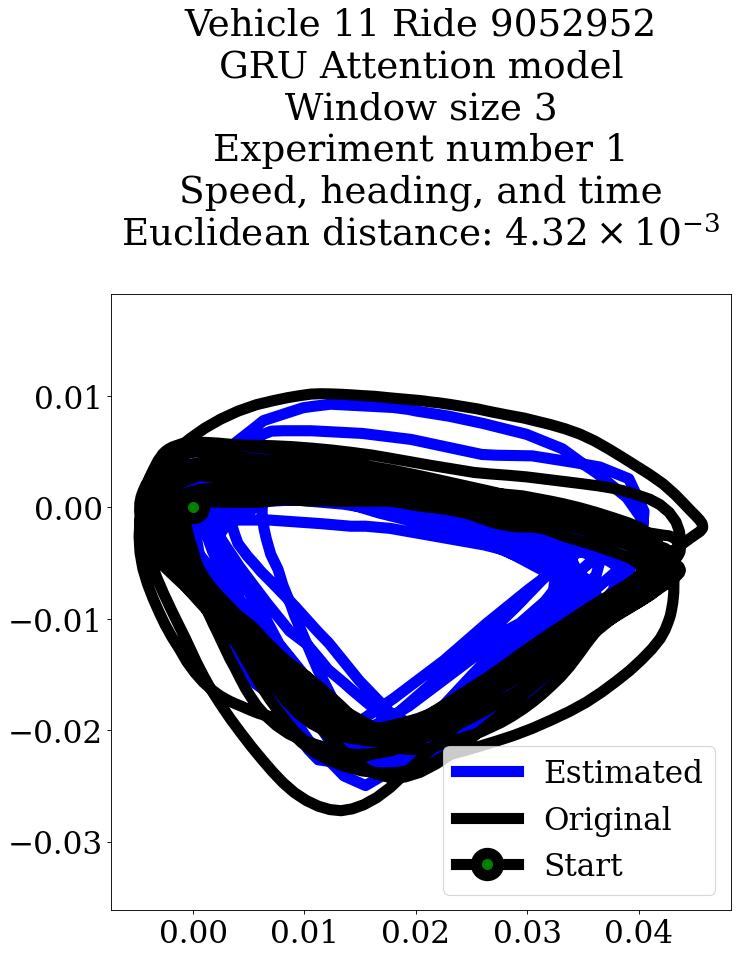 Vehicle 11 Ride 9052952
GRU Attention model
Window size 3
Experiment number 1
Speed, heading, and time
Euclidean distance: 4.32 × 10⁻³
0.01
0.00
−0.01
−0.02
−0.03
Estimated
Original
Start
0.00 0.01 0.02 0.03 0.04